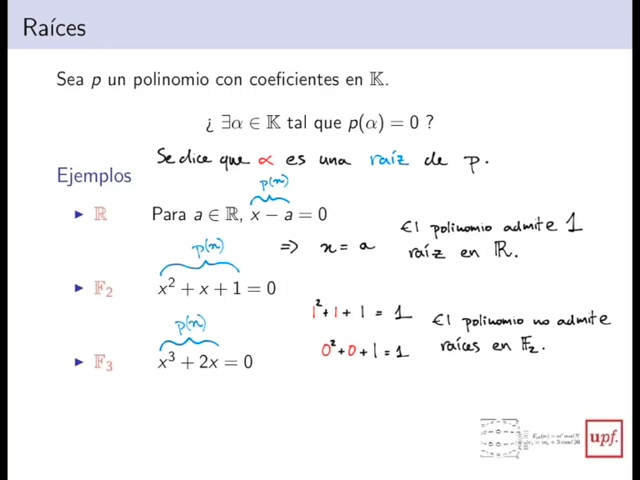 Raíces
Sea p un polinomio con coeficientes en 𝕂.
¿ ∃α ∈ 𝕂 tal que p(α) = 0 ?
Se dice que α es una raíz de p.
Ejemplos
p(x)
▶ ℝ Para a ∈ ℝ, x − a = 0
⇒ x = a
El polinomio admite 1
raíz en ℝ.
p(x)
▶ 𝔽₂ x² + x + 1 = 0
1² + 1 + 1 = 1
0² + 0 + 1 = 1
El polinomio no admite
raíces en 𝔽₂.
p(x)
▶ 𝔽₃ x³ + 2x = 0
upf.